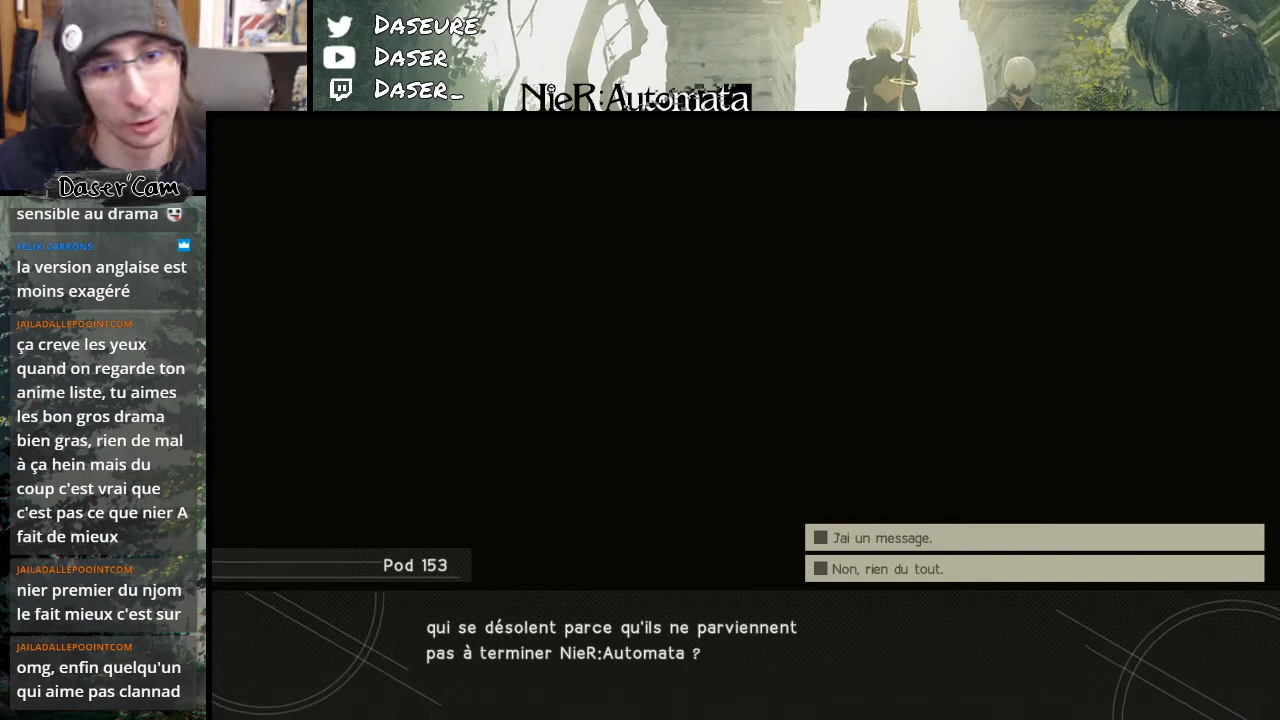 DASEURE
DASER
DASER_
NieR:Automata
Daser'Cam
sensible au drama
FELIX CARRONS
la version anglaise est
moins exagéré
JAILADALLEPOOINTCOM
ça creve les yeux
quand on regarde ton
anime liste, tu aimes
les bon gros drama
bien gras, rien de mal
à ça hein mais du
coup c'est vrai que
c'est pas ce que nier A
fait de mieux
JAILADALLEPOOINTCOM
nier premier du njom
le fait mieux c'est sur
JAILADALLEPOOINTCOM
omg, enfin quelqu'un
qui aime pas clannad
J'ai un message.
Non, rien du tout.
Pod 153
qui se désolent parce qu'ils ne parviennent
pas à terminer NieR:Automata ?